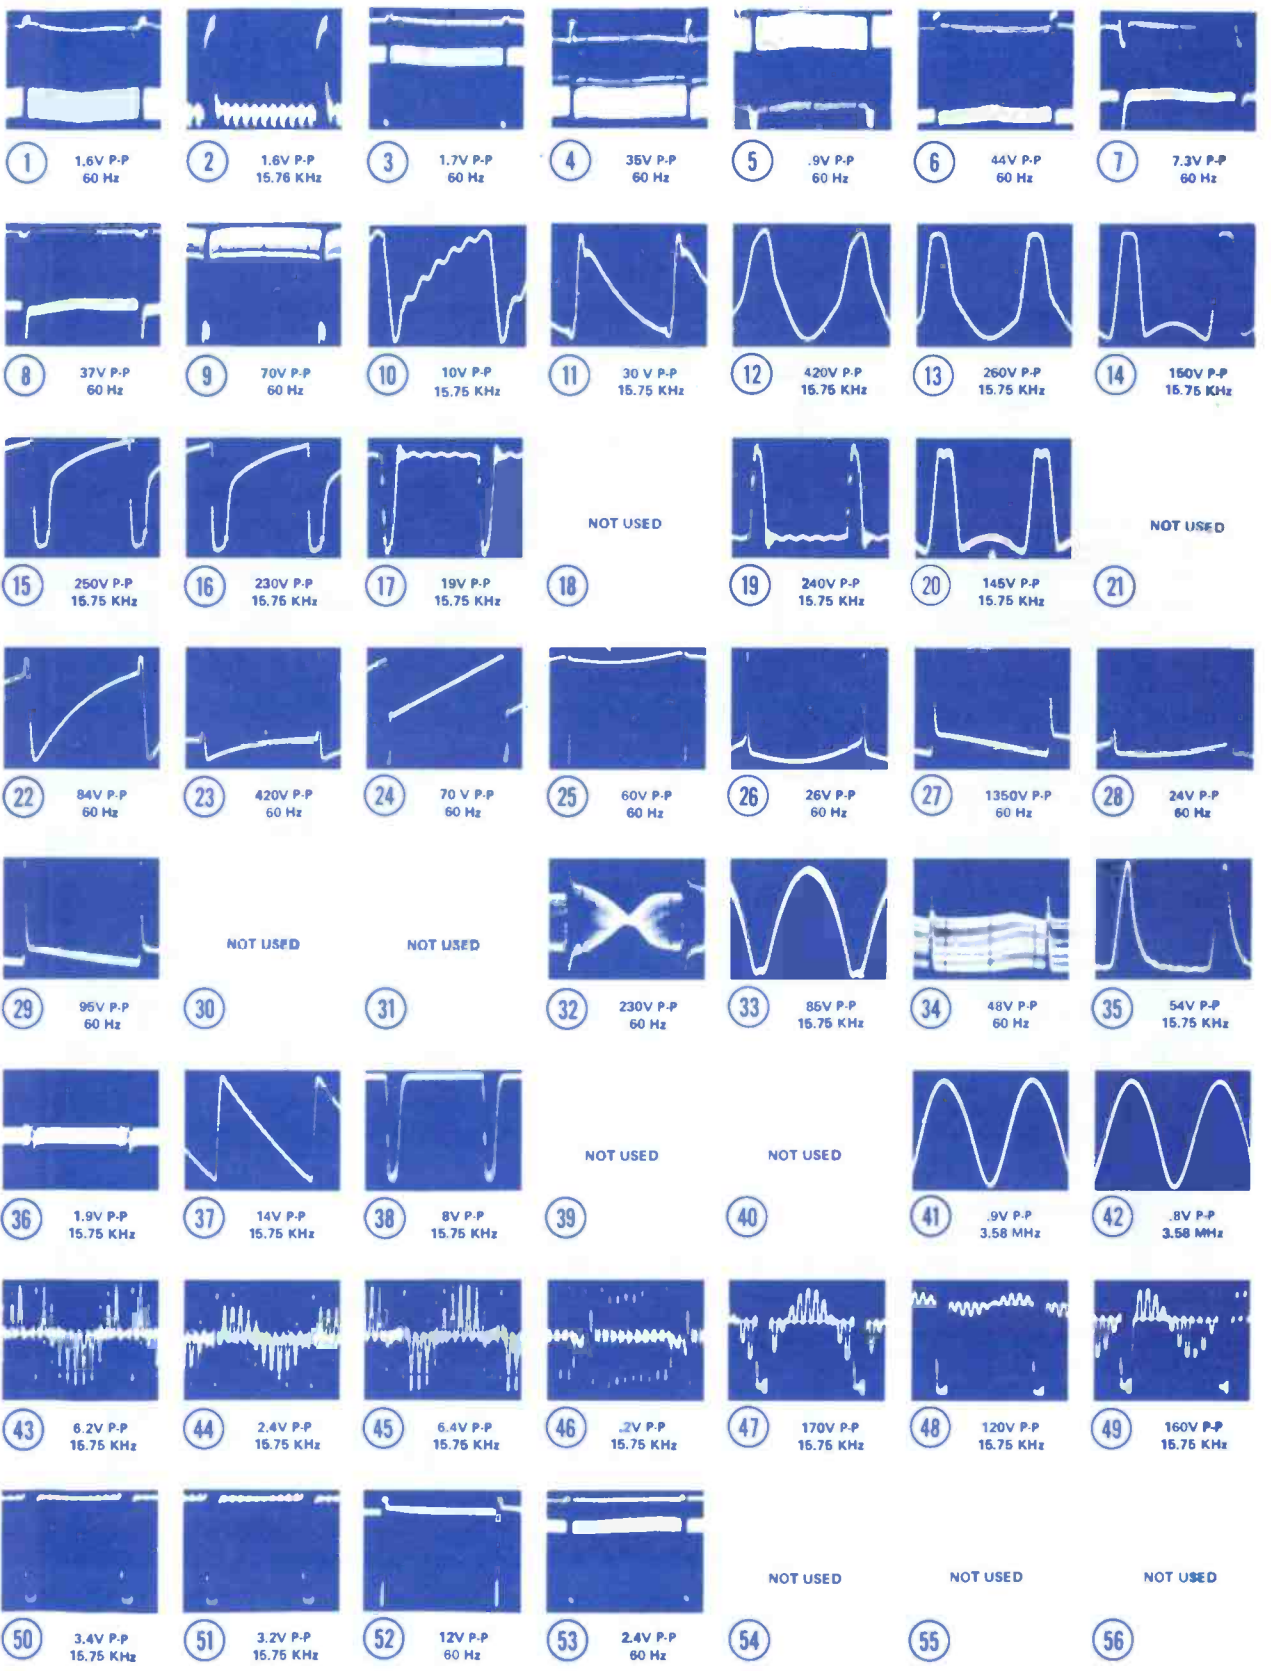 1 1.6V P-P
60 Hz
2 1.6V P-P
15.76 KHz
3 1.7V P-P
60 Hz
4 35V P-P
60 Hz
5 .9V P-P
60 Hz
6 44V P-P
60 Hz
7 7.3V P-P
60 Hz
8 37V P-P
60 Hz
9 70V P-P
60 Hz
10 10V P-P
15.75 KHz
11 30 V P-P
15.75 KHz
12 420V P-P
15.75 KHz
13 260V P-P
15.75 KHz
14 150V P-P
15.75 KHz
15 250V P-P
15.75 KHz
16 230V P-P
15.75 KHz
17 19V P-P
15.75 KHz
NOT USED
18
19 240V P-P
15.75 KHz
20 145V P-P
15.75 KHz
NOT USED
21
22 84V P-P
60 Hz
23 420V P-P
60 Hz
24 70 V P-P
60 Hz
25 60V P-P
60 Hz
26 26V P-P
60 Hz
27 1350V P-P
60 Hz
28 24V P-P
60 Hz
29 95V P-P
60 Hz
NOT USED
30
NOT USED
31
32 230V P-P
60 Hz
33 85V P-P
15.75 KHz
34 48V P-P
60 Hz
35 54V P-P
15.75 KHz
36 1.9V P-P
15.75 KHz
37 14V P-P
15.75 KHz
38 8V P-P
15.75 KHz
NOT USED
39
NOT USED
40
41 .9V P-P
3.58 MHz
42 .8V P-P
3.58 MHz
43 6.2V P-P
15.75 KHz
44 2.4V P-P
15.75 KHz
45 6.4V P-P
15.75 KHz
46 .2V P-P
15.75 KHz
47 170V P-P
15.75 KHz
48 120V P-P
15.75 KHz
49 160V P-P
15.75 KHz
50 3.4V P-P
15.75 KHz
51 3.2V P-P
15.75 KHz
52 12V P-P
60 Hz
53 2.4V P-P
60 Hz
NOT USED
54
NOT USED
55
NOT USED
56